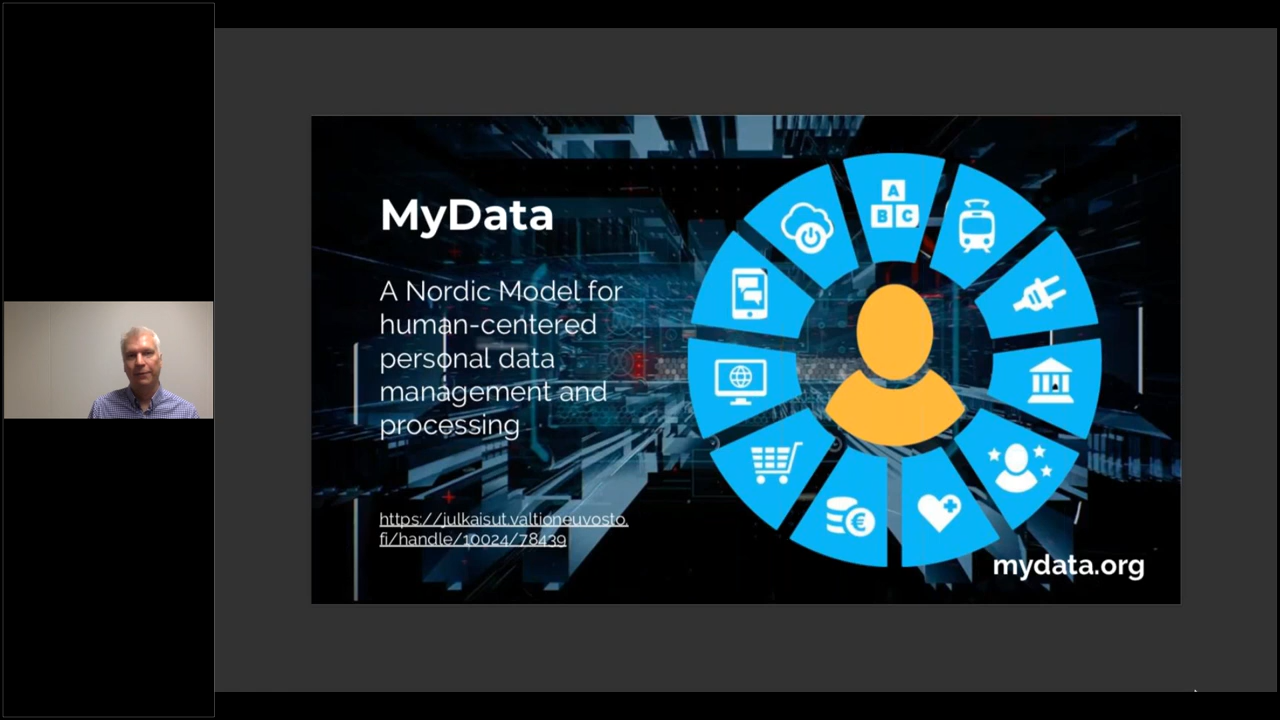 MyData
A Nordic Model for
human-centered
personal data
management and
processing
https://julkaisut.valtioneuvosto.
fi/handle/10024/78439
A
B C
mydata.org